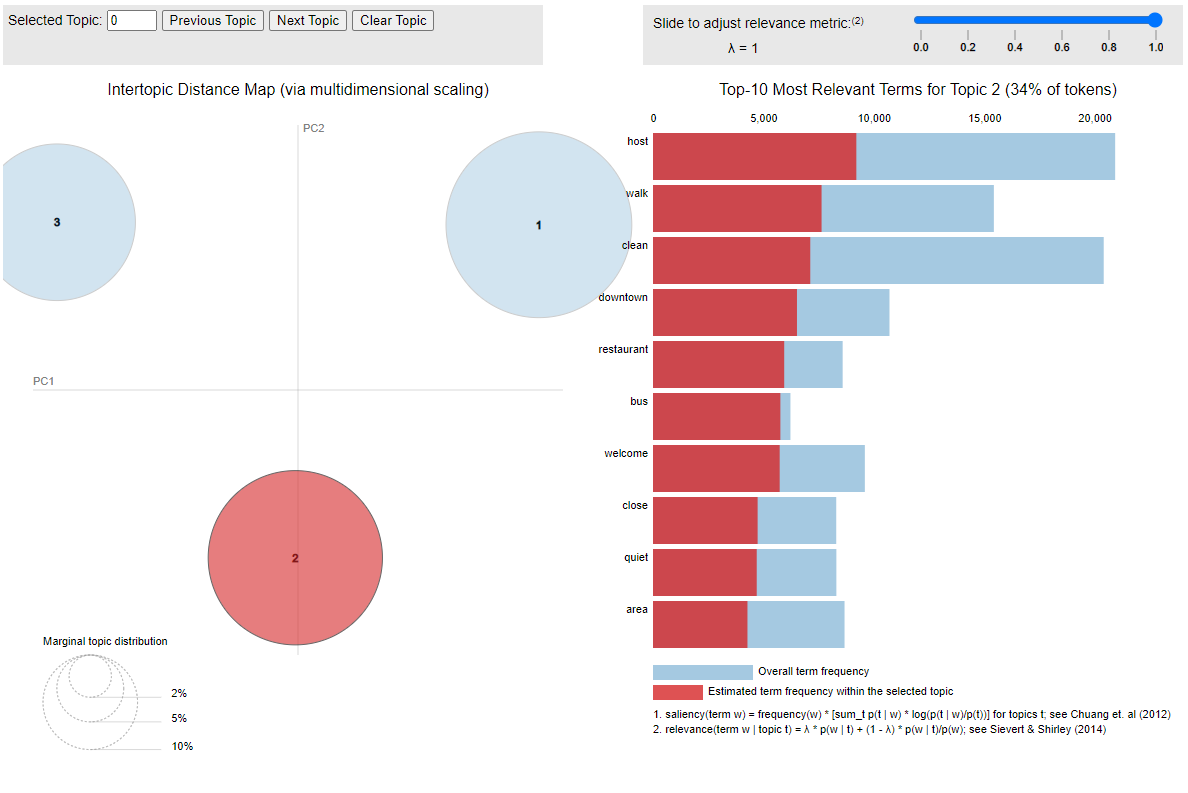 Selected Topic: 0 Previous Topic Next Topic Clear Topic
Slide to adjust relevance metric:(2)
λ = 1
0.0 0.2 0.4 0.6 0.8 1.0
Intertopic Distance Map (via multidimensional scaling)
PC2
PC1
3
1
2
Marginal topic distribution
2%
5%
10%
Top-10 Most Relevant Terms for Topic 2 (34% of tokens)
0 5,000 10,000 15,000 20,000
host
walk
clean
downtown
restaurant
bus
welcome
close
quiet
area
Overall term frequency
Estimated term frequency within the selected topic
1. saliency(term w) = frequency(w) * [sum_t p(t | w) * log(p(t | w)/p(t))] for topics t; see Chuang et. al (2012)
2. relevance(term w | topic t) = λ * p(w | t) + (1 - λ) * p(w | t)/p(w); see Sievert & Shirley (2014)